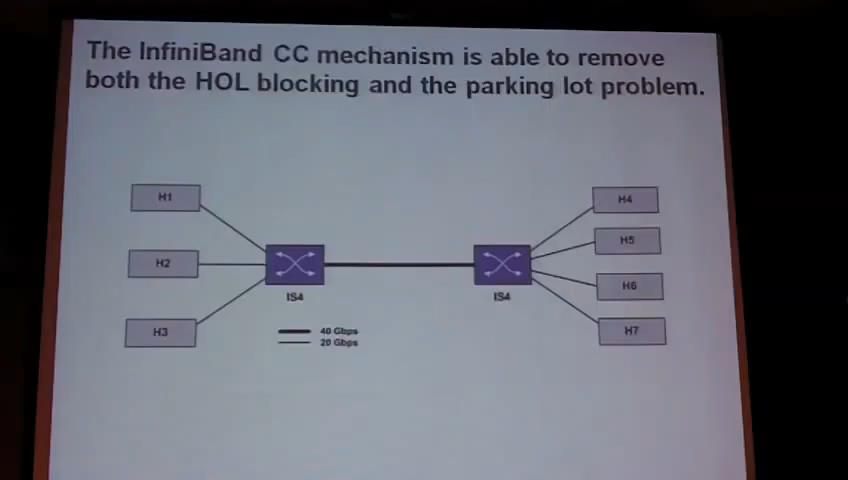 The InfiniBand CC mechanism is able to remove
both the HOL blocking and the parking lot problem.
H1
H4
H5
H2
H6
H3
H7
IS4
IS4
40 Gbps
20 Gbps